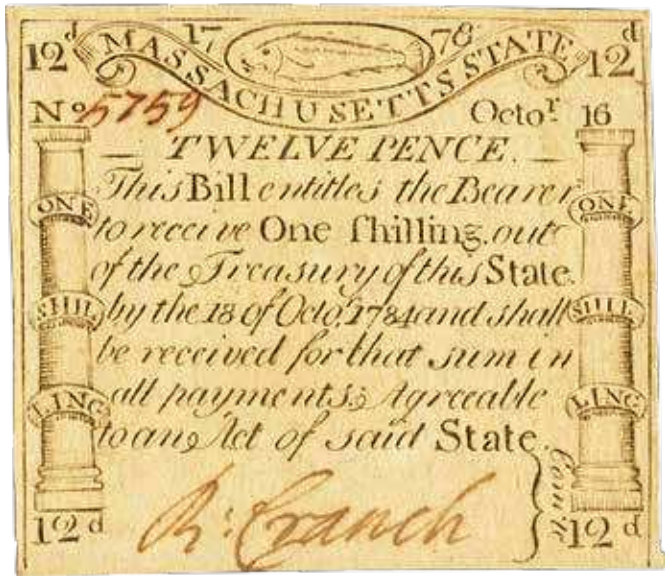 12d 17 78 12d
MASSACHUSETTS STATE
No 5759 Octor 16
— TWELVE PENCE. —
This Bill entitles the Bearer
to receive One ſhilling out
of the Treasury of this State
by the 18 of Octor 1784 and shall
be received for that sum in
all payments, Agreeable
to an Act of said State
ONE SHIL LING
ONE SHIL LING
R: Cranch
Comte
12d 12d